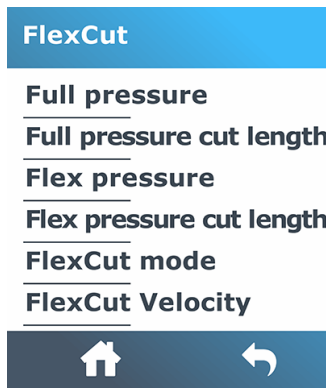 FlexCut
Full pressure
Full pressure cut length
Flex pressure
Flex pressure cut length
FlexCut mode
FlexCut Velocity